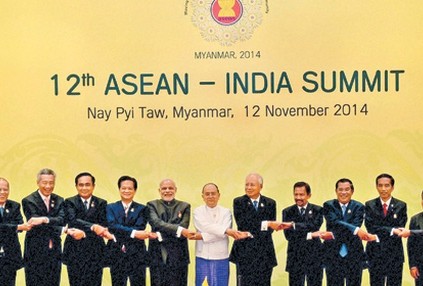 MYANMAR, 2014
12th ASEAN – INDIA SUMMIT
Nay Pyi Taw, Myanmar, 12 November 2014